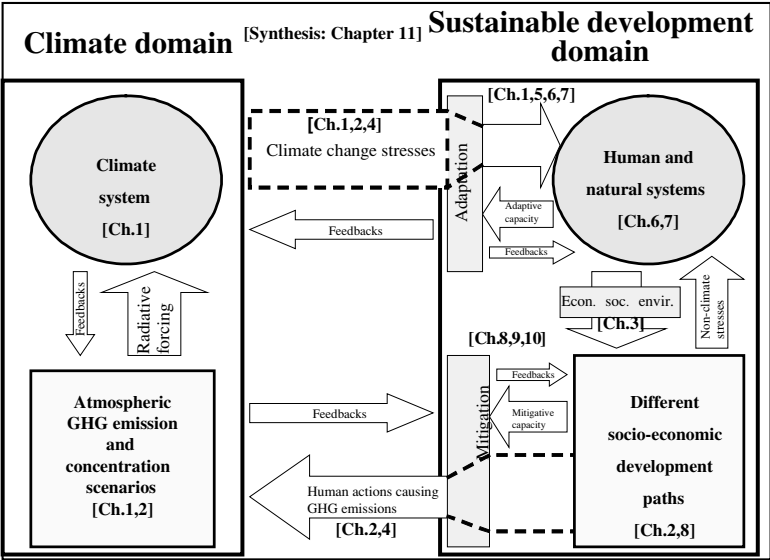 Climate domain
[Synthesis: Chapter 11]
Sustainable development
domain
Climate
system
[Ch.1]
Feedbacks
Radiative
forcing
Atmospheric
GHG emission
and
concentration
scenarios
[Ch.1,2]
[Ch.1,2,4]
Climate change stresses
Feedbacks
Feedbacks
Human actions causing
GHG emissions
[Ch.2,4]
[Ch.1,5,6,7]
Adaptation
Adaptive
capacity
Feedbacks
Human and
natural systems
[Ch.6,7]
Econ. soc. envir.
[Ch.3]
Non-climate
stresses
[Ch.8,9,10]
Mitigation
Feedbacks
Mitigative
capacity
Different
socio-economic
development
paths
[Ch.2,8]